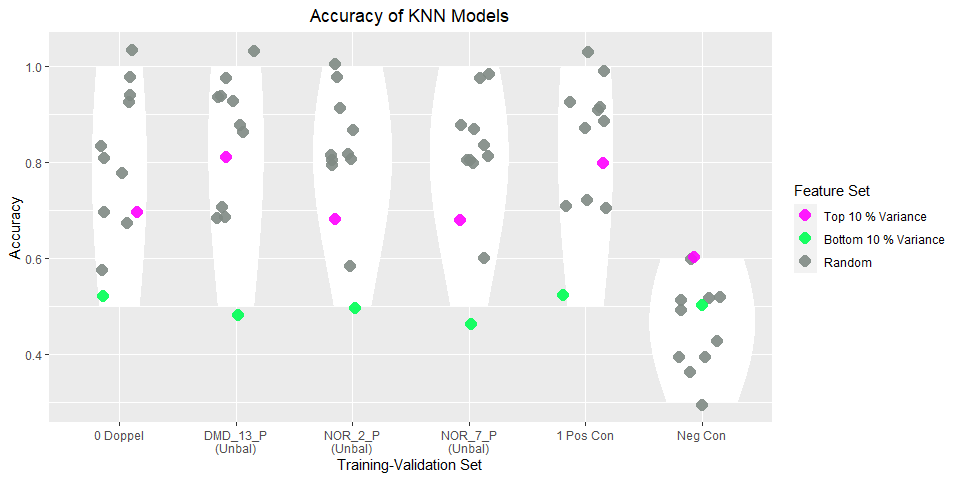 Accuracy of KNN Models
Accuracy
1.0
0.8
0.6
0.4
0 Doppel
DMD_13_P
(Unbal)
NOR_2_P
(Unbal)
NOR_7_P
(Unbal)
1 Pos Con
Neg Con
Training-Validation Set
Feature Set
Top 10 % Variance
Bottom 10 % Variance
Random